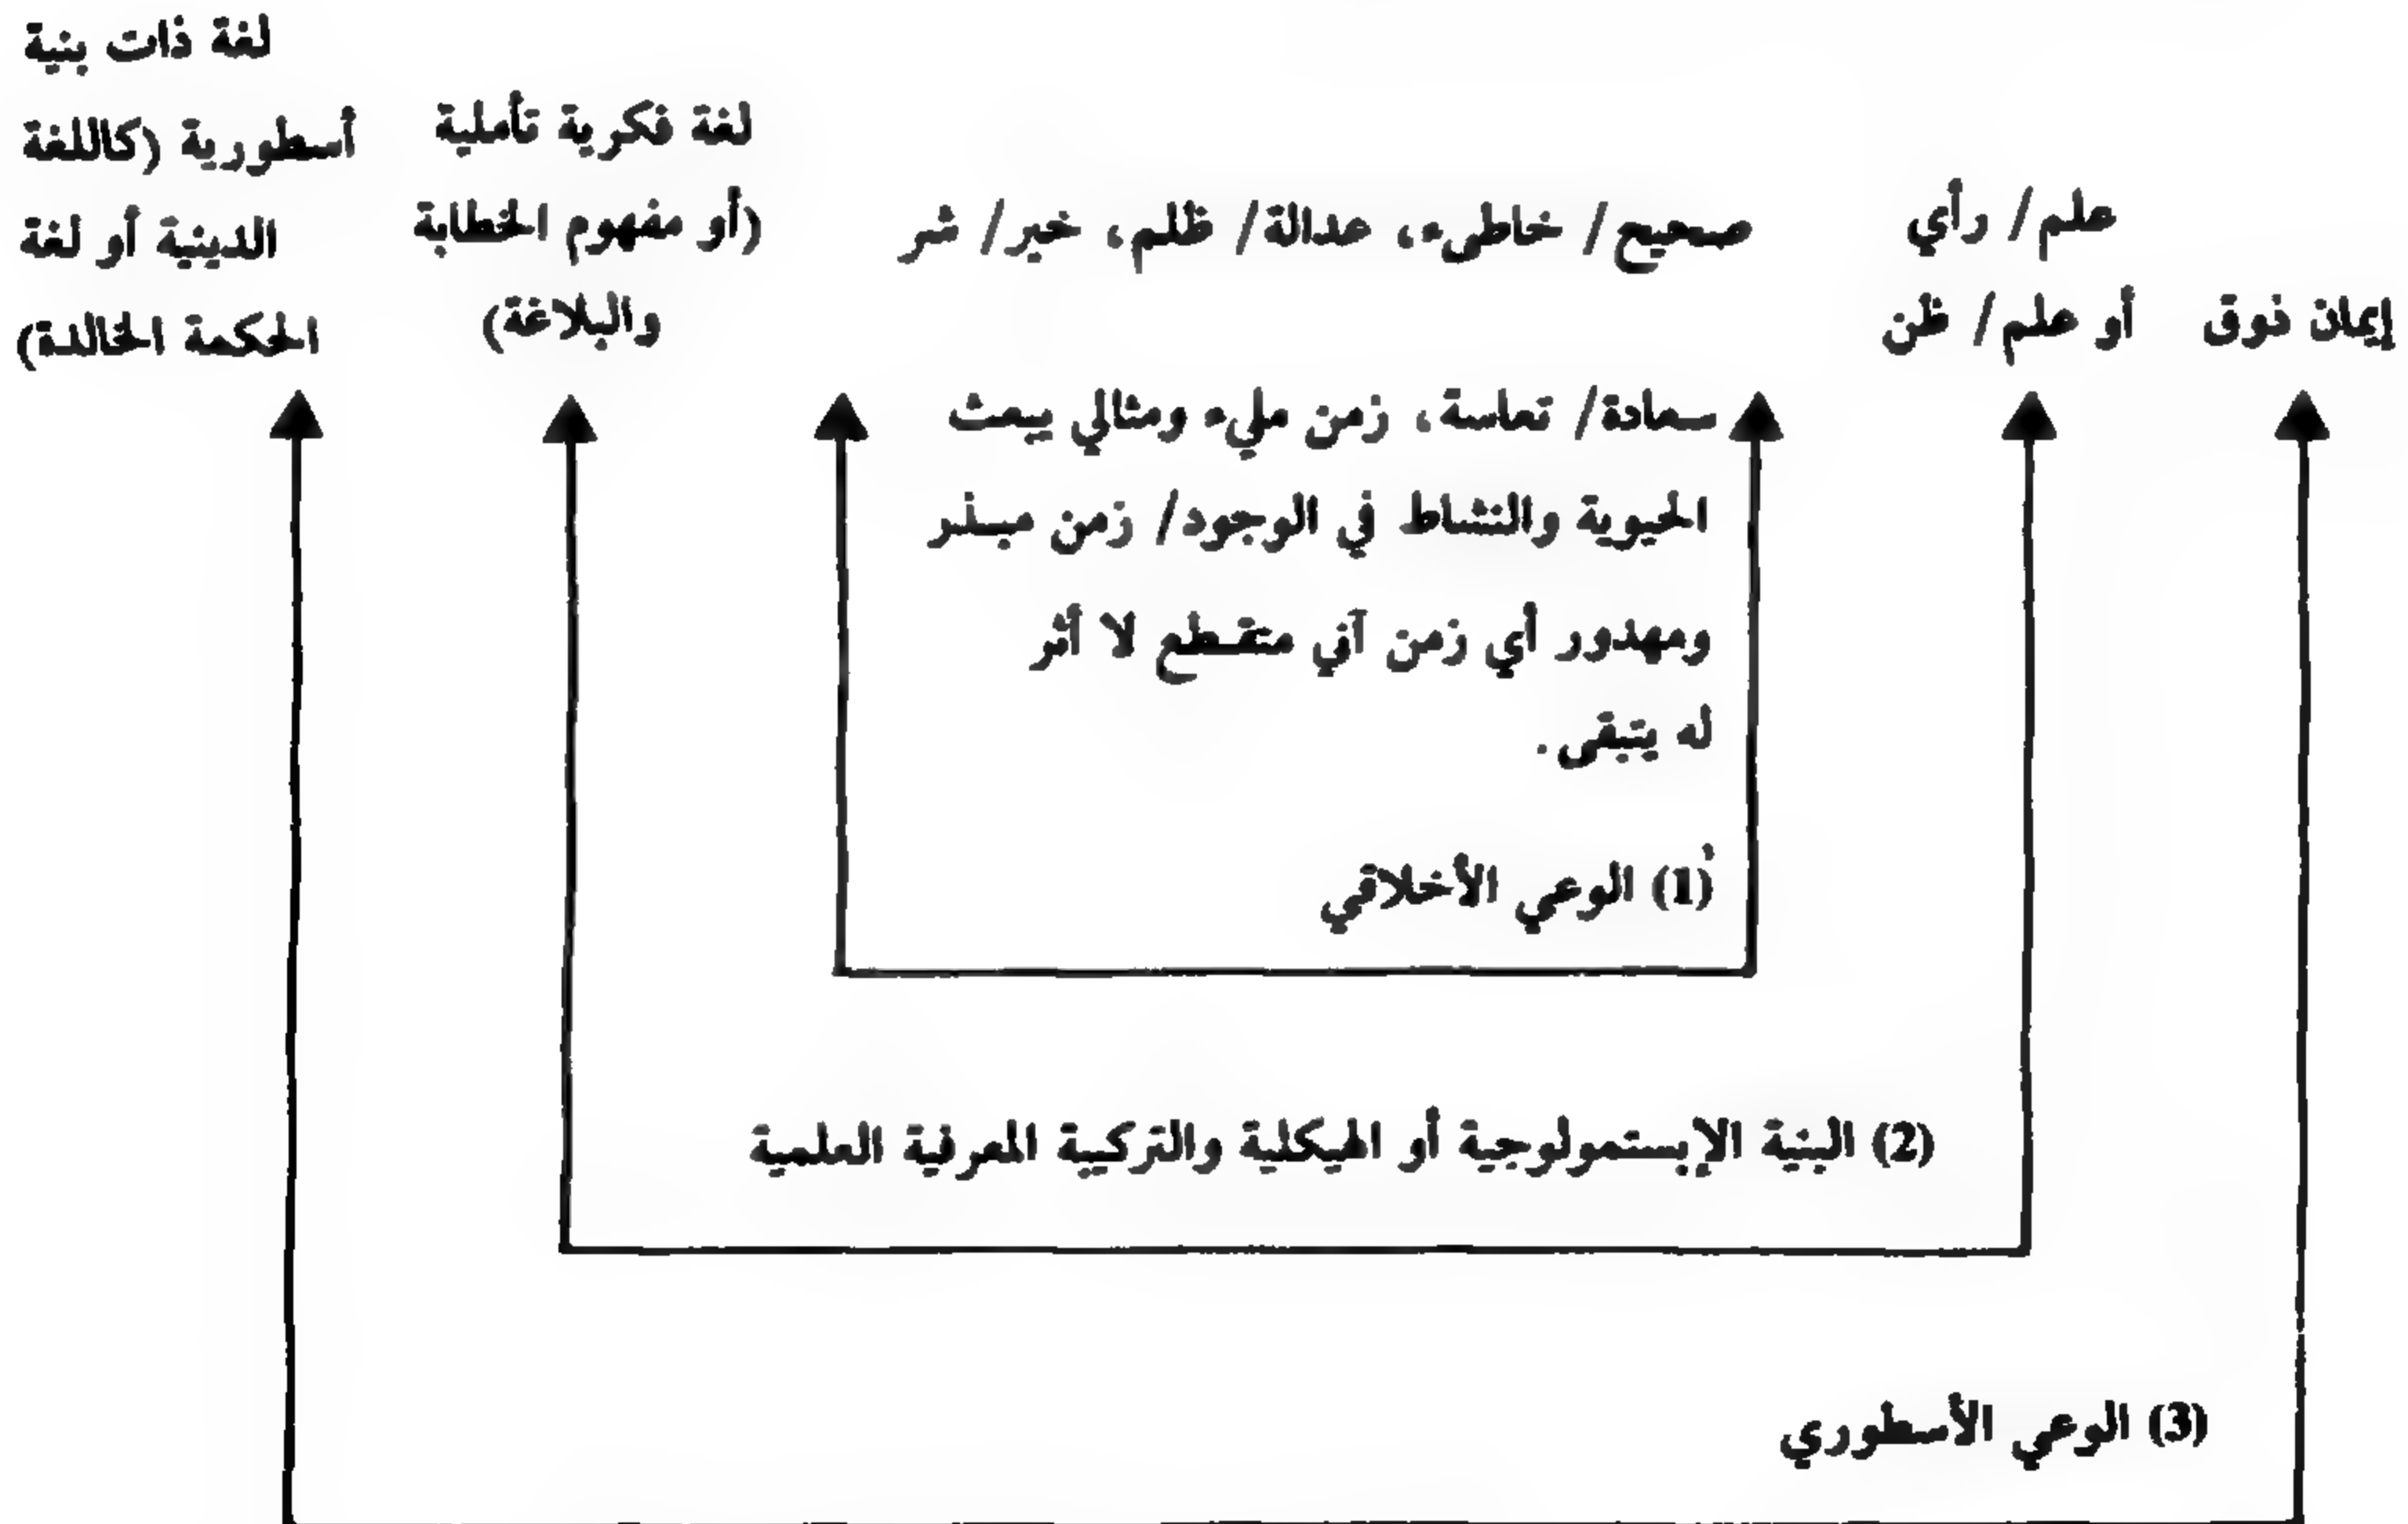 إيمان فوق
علم/ رأي
أو علم/ ظن
صحيح/ خاطىء، عدالة/ ظلم، خير/ شر
سعادة/ تعاسة، زمن مليء ومثالي يبعث
الحيوية والنشاط في الوجود/ زمن مبذر
ومهدور أي زمن آني متقطع لا أثر
له يتبقى.
(1) الوعي الأخلاقي
لغة فكرية تأملية
(أو مفهوم الخطابة
والبلاغة)
لغة ذات بنية
أسطورية (كاللغة
الدينية أو لغة
الحكمة الخالدة)
(2) البنية الإبستمولوجية أو الهيكلية والتركيبة المعرفية العلمية
(3) الوعي الأسطوري